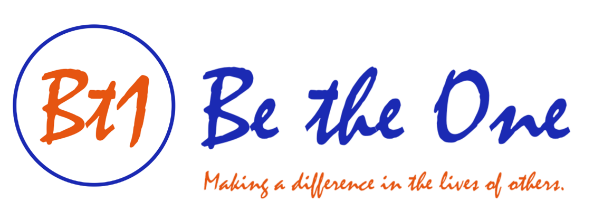 Bt1
Be the One
Making a difference in the lives of others.